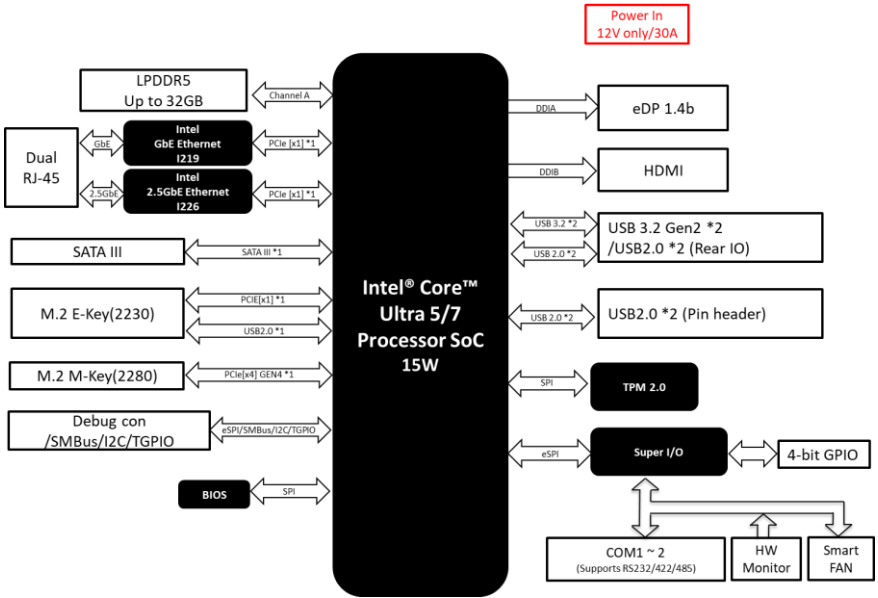 Power In
12V only/30A
LPDDR5
Up to 32GB
Channel A
Dual
RJ-45
GbE
Intel
GbE Ethernet
I219
PCIe [x1] *1
2.5GbE
Intel
2.5GbE Ethernet
I226
PCIe [x1] *1
SATA III
SATA III *1
M.2 E-Key(2230)
PCIE[x1] *1
USB2.0 *1
M.2 M-Key(2280)
PCIe[x4] GEN4 *1
Debug con
/SMBus/I2C/TGPIO
eSPI/SMBus/I2C/TGPIO
BIOS
SPI
Intel® Core™
Ultra 5/7
Processor SoC
15W
DDIA
eDP 1.4b
DDIB
HDMI
USB 3.2 *2
USB 2.0 *2
USB 3.2 Gen2 *2
/USB2.0 *2 (Rear IO)
USB 2.0 *2
USB2.0 *2 (Pin header)
SPI
TPM 2.0
eSPI
Super I/O
4-bit GPIO
COM1 ~ 2
(Supports RS232/422/485)
HW
Monitor
Smart
FAN